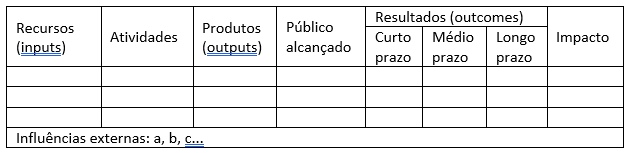 Recursos
(inputs)
Atividades
Produtos
(outputs)
Público
alcançado
Resultados (outcomes)
Curto
prazo
Médio
prazo
Longo
prazo
Impacto
Influências externas: a, b, c...